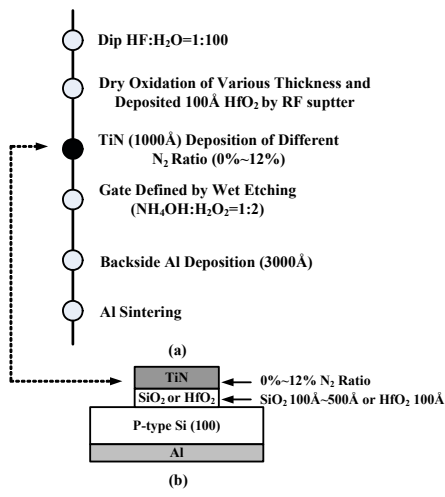 Dip HF:H₂O=1:100
Dry Oxidation of Various Thickness and
Deposited 100Å HfO₂ by RF suptter
TiN (1000Å) Deposition of Different
N₂ Ratio (0%~12%)
Gate Defined by Wet Etching
(NH₄OH:H₂O₂=1:2)
Backside Al Deposition (3000Å)
Al Sintering
(a)
TiN
0%~12% N₂ Ratio
SiO₂ or HfO₂
SiO₂ 100Å~500Å or HfO₂ 100Å
P-type Si (100)
Al
(b)